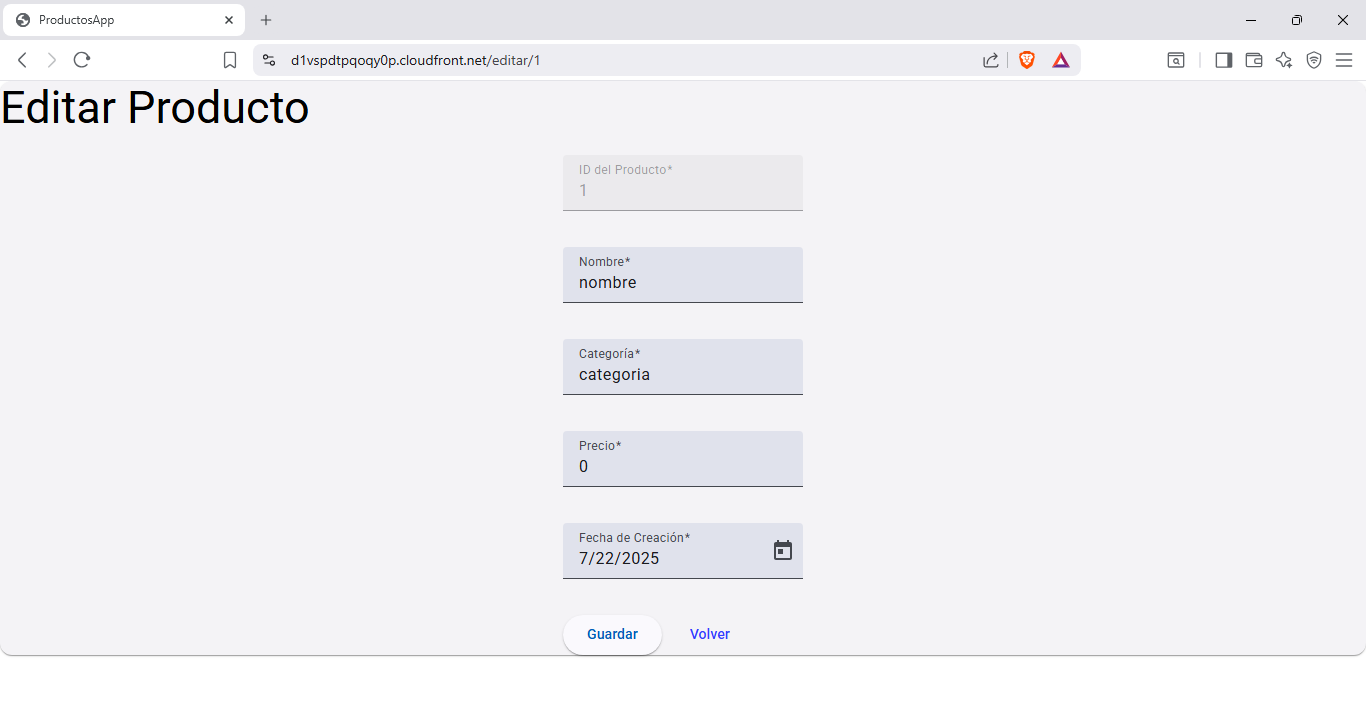 ProductosApp
d1vspdtpqoqy0p.cloudfront.net/editar/1
Editar Producto
ID del Producto*
1
Nombre*
nombre
Categoría*
categoria
Precio*
0
Fecha de Creación*
7/22/2025
Guardar Volver